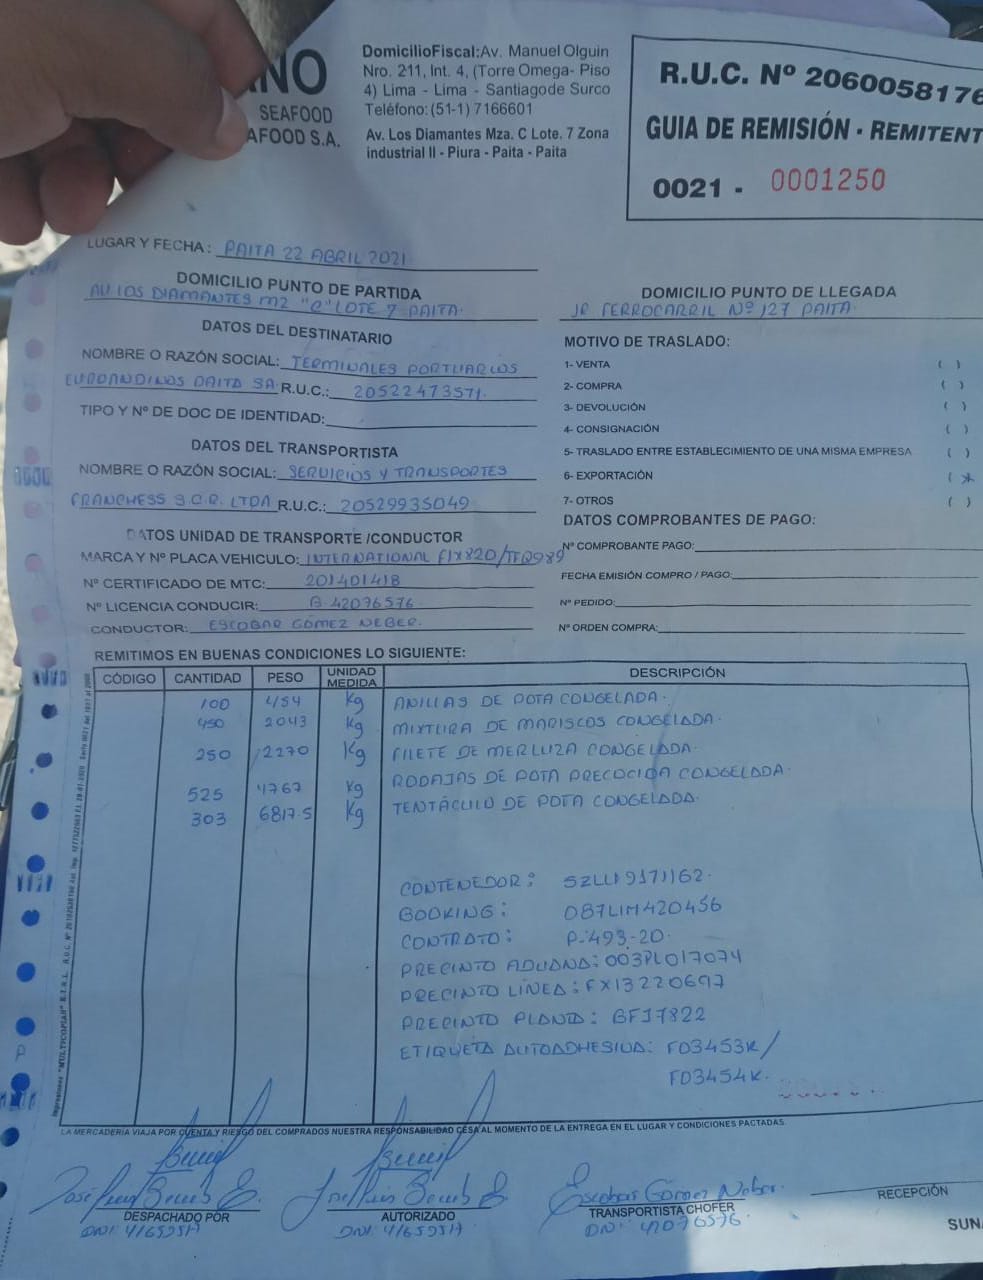 NO
SEAFOOD
AFOOD S.A.
DomicilioFiscal:Av. Manuel Olguin
Nro. 211, Int. 4, (Torre Omega- Piso
4) Lima - Lima - Santiagode Surco
Teléfono: (51-1) 7166601
Av. Los Diamantes Mza. C Lote. 7 Zona
industrial II - Piura - Paita - Paita
R.U.C. Nº 2060058176
GUIA DE REMISIÓN - REMITENT
0021 - 0001250
LUGAR Y FECHA: PAITA 22 ABRIL 2021
DOMICILIO PUNTO DE PARTIDA
AV LOS DIAMANTES MZ "C" LOTE 7 PAITA.
DOMICILIO PUNTO DE LLEGADA
JR FERROCARRIL Nº 127 PAITA.
DATOS DEL DESTINATARIO
NOMBRE O RAZÓN SOCIAL: TERMINALES PORTUARIOS
EUROANDINOS PAITA SA. R.U.C.: 20522473571.
TIPO Y Nº DE DOC DE IDENTIDAD:
DATOS DEL TRANSPORTISTA
NOMBRE O RAZÓN SOCIAL: SERVICIOS Y TRANSPORTES
FRANCHESS S.C.R. LTDA R.U.C.: 20529935049
DATOS UNIDAD DE TRANSPORTE /CONDUCTOR
MARCA Y Nº PLACA VEHICULO: INTERNATIONAL
Nº CERTIFICADO DE MTC: 201401418
Nº LICENCIA CONDUCIR: B-42076576
CONDUCTOR: ESCOBAR GOMEZ NEBER.
MOTIVO DE TRASLADO:
1- VENTA ( )
2- COMPRA ( )
3- DEVOLUCIÓN ( )
4- CONSIGNACIÓN ( )
5- TRASLADO ENTRE ESTABLECIMIENTO DE UNA MISMA EMPRESA ( )
6- EXPORTACIÓN ( x )
7- OTROS ( )
DATOS COMPROBANTES DE PAGO:
Nº COMPROBANTE PAGO:
FECHA EMISIÓN COMPRO / PAGO:
Nº PEDIDO:
Nº ORDEN COMPRA:
REMITIMOS EN BUENAS CONDICIONES LO SIGUIENTE:
CÓDIGO CANTIDAD PESO UNIDAD MEDIDA DESCRIPCIÓN
100 454 Kg ANILLAS DE POTA CONGELADA.
450 2043 Kg MIXTURA DE MARISCOS CONGELADA.
250 2270 Kg FILETE DE MERLUZA CONGELADA.
525 4767 Kg RODAJAS DE POTA PRECOCIDA CONGELADA.
303 6817.5 Kg TENTÁCULO DE POTA CONGELADA.
CONTENEDOR: SZLU9171162.
BOOKING: 087LIM420456
CONTRATO: P-493-20.
PRECINTO ADUANA: 003PL017074
PRECINTO LÍNEA: FX13220697
PRECINTO PLANTA: BF17822
ETIQUETA AUTOADHESIVA: FD3453K/
FD3454K.
LA MERCADERÍA VIAJA POR CUENTA Y RIESGO DEL COMPRADOS NUESTRA RESPONSABILIDAD CESA AL MOMENTO DE LA ENTREGA EN EL LUGAR Y CONDICIONES PACTADAS.
DESPACHADO POR
DNI: 41659517
AUTORIZADO
DNI: 41659517
Escobar Gomez Neber.
TRANSPORTISTA CHOFER
DNI: 42076576
RECEPCIÓN
SUN